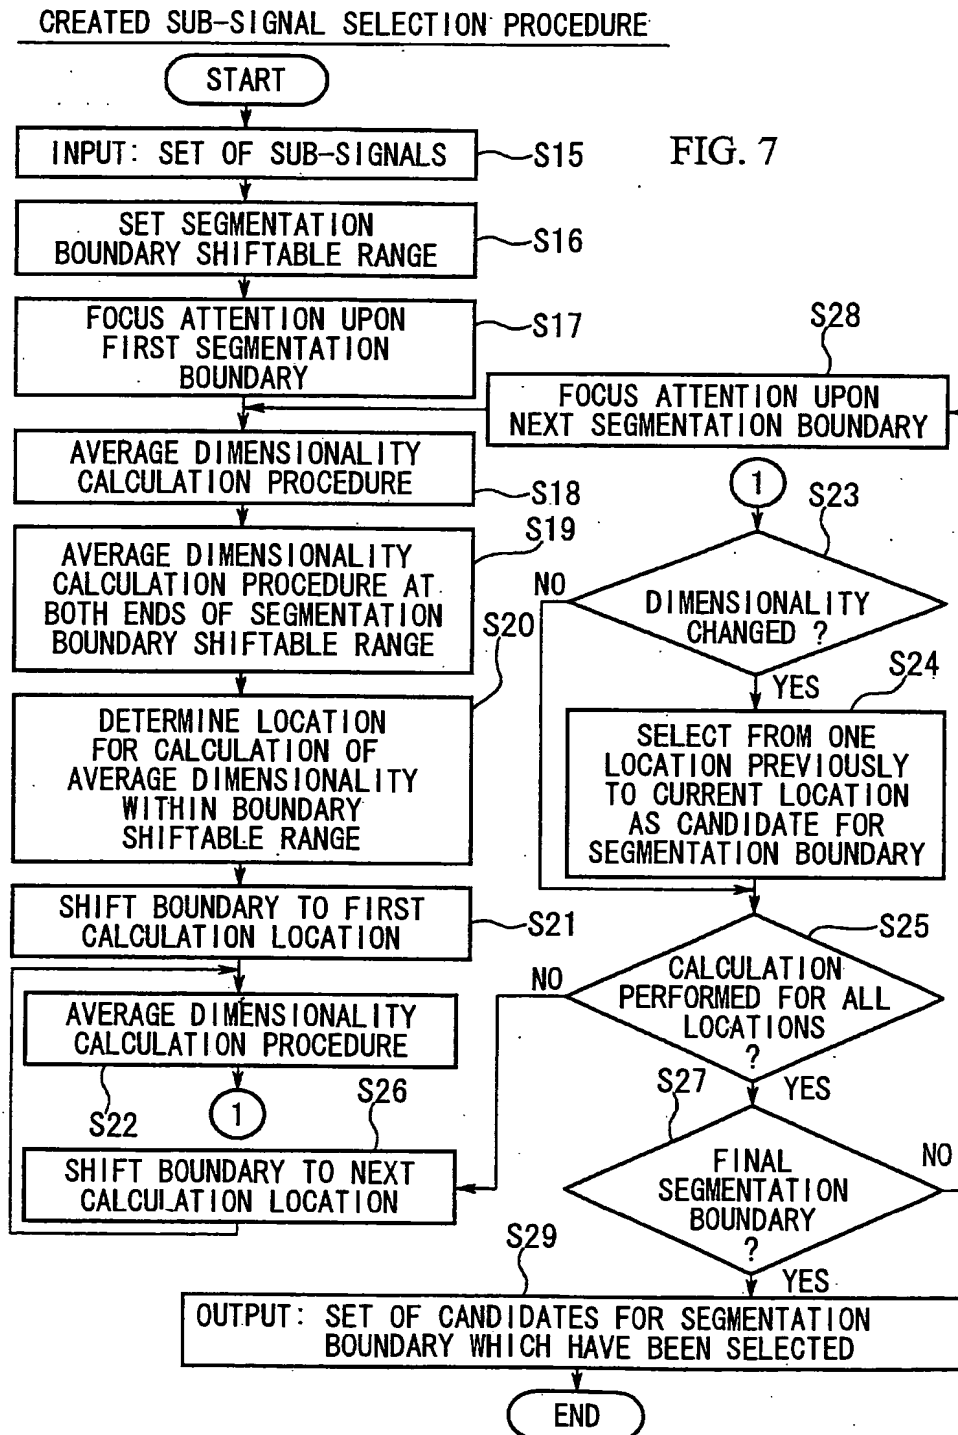 CREATED SUB-SIGNAL SELECTION PROCEDURE
START
INPUT: SET OF SUB-SIGNALS
S15
FIG. 7
SET SEGMENTATION
BOUNDARY SHIFTABLE RANGE
S16
FOCUS ATTENTION UPON
FIRST SEGMENTATION
BOUNDARY
S17
AVERAGE DIMENSIONALITY
CALCULATION PROCEDURE
S18
AVERAGE DIMENSIONALITY
CALCULATION PROCEDURE AT
BOTH ENDS OF SEGMENTATION
BOUNDARY SHIFTABLE RANGE
S19
DETERMINE LOCATION
FOR CALCULATION OF
AVERAGE DIMENSIONALITY
WITHIN BOUNDARY
SHIFTABLE RANGE
S20
SHIFT BOUNDARY TO FIRST
CALCULATION LOCATION
S21
AVERAGE DIMENSIONALITY
CALCULATION PROCEDURE
S22
1
S26
SHIFT BOUNDARY TO NEXT
CALCULATION LOCATION
S28
FOCUS ATTENTION UPON
NEXT SEGMENTATION BOUNDARY
1
S23
NO
DIMENSIONALITY
CHANGED ?
YES
S24
SELECT FROM ONE
LOCATION PREVIOUSLY
TO CURRENT LOCATION
AS CANDIDATE FOR
SEGMENTATION BOUNDARY
S25
NO
CALCULATION
PERFORMED FOR ALL
LOCATIONS
?
YES
S27
FINAL
SEGMENTATION
BOUNDARY
?
NO
YES
S29
OUTPUT: SET OF CANDIDATES FOR SEGMENTATION
BOUNDARY WHICH HAVE BEEN SELECTED
END